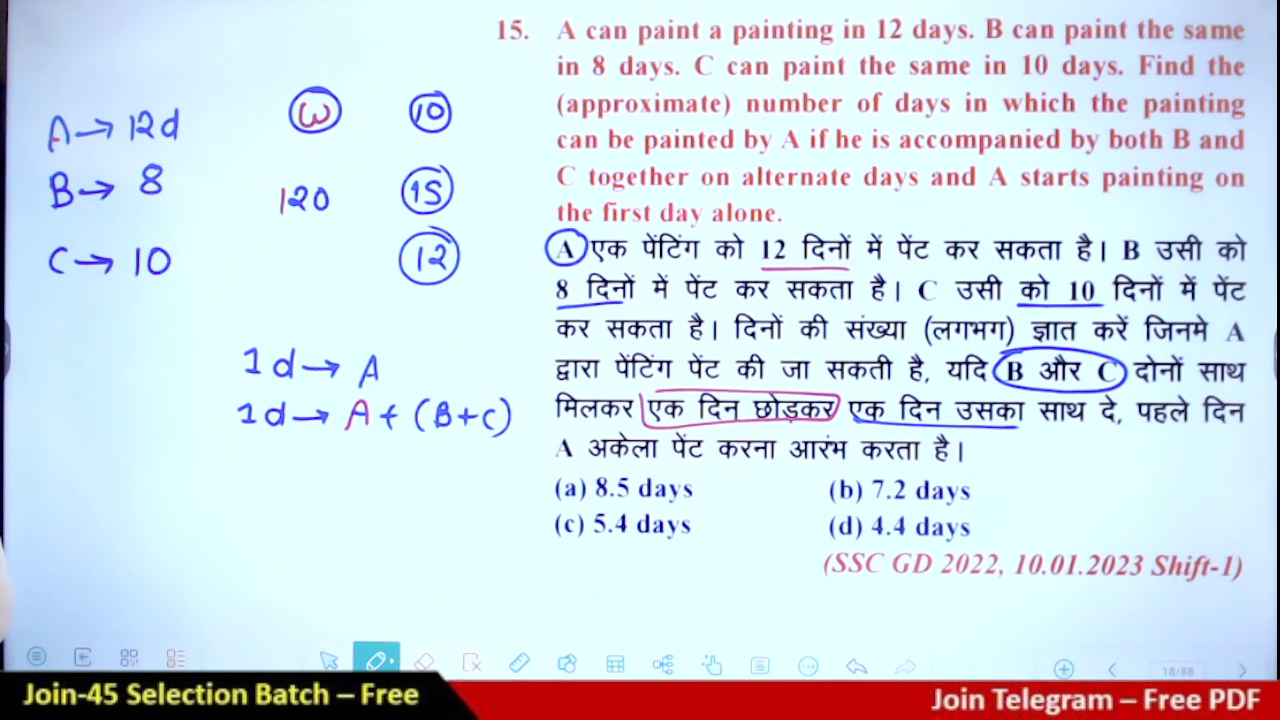 15. A can paint a painting in 12 days. B can paint the same
in 8 days. C can paint the same in 10 days. Find the
(approximate) number of days in which the painting
can be painted by A if he is accompanied by both B and
C together on alternate days and A starts painting on
the first day alone.
A एक पेंटिंग को 12 दिनों में पेंट कर सकता है। B उसी को
8 दिनों में पेंट कर सकता है। C उसी को 10 दिनों में पेंट
कर सकता है। दिनों की संख्या (लगभग) ज्ञात करें जिनमे A
द्वारा पेंटिंग पेंट की जा सकती है, यदि B और C दोनों साथ
मिलकर एक दिन छोड़कर एक दिन उसका साथ दे, पहले दिन
A अकेला पेंट करना आरंभ करता है।
(a) 8.5 days (b) 7.2 days
(c) 5.4 days (d) 4.4 days
(SSC GD 2022, 10.01.2023 Shift-1)
A → 12d W 10
B → 8 120 15
C → 10 12
1d → A
1d → A + (B+C)
18/88
Join-45 Selection Batch – Free
Join Telegram – Free PDF